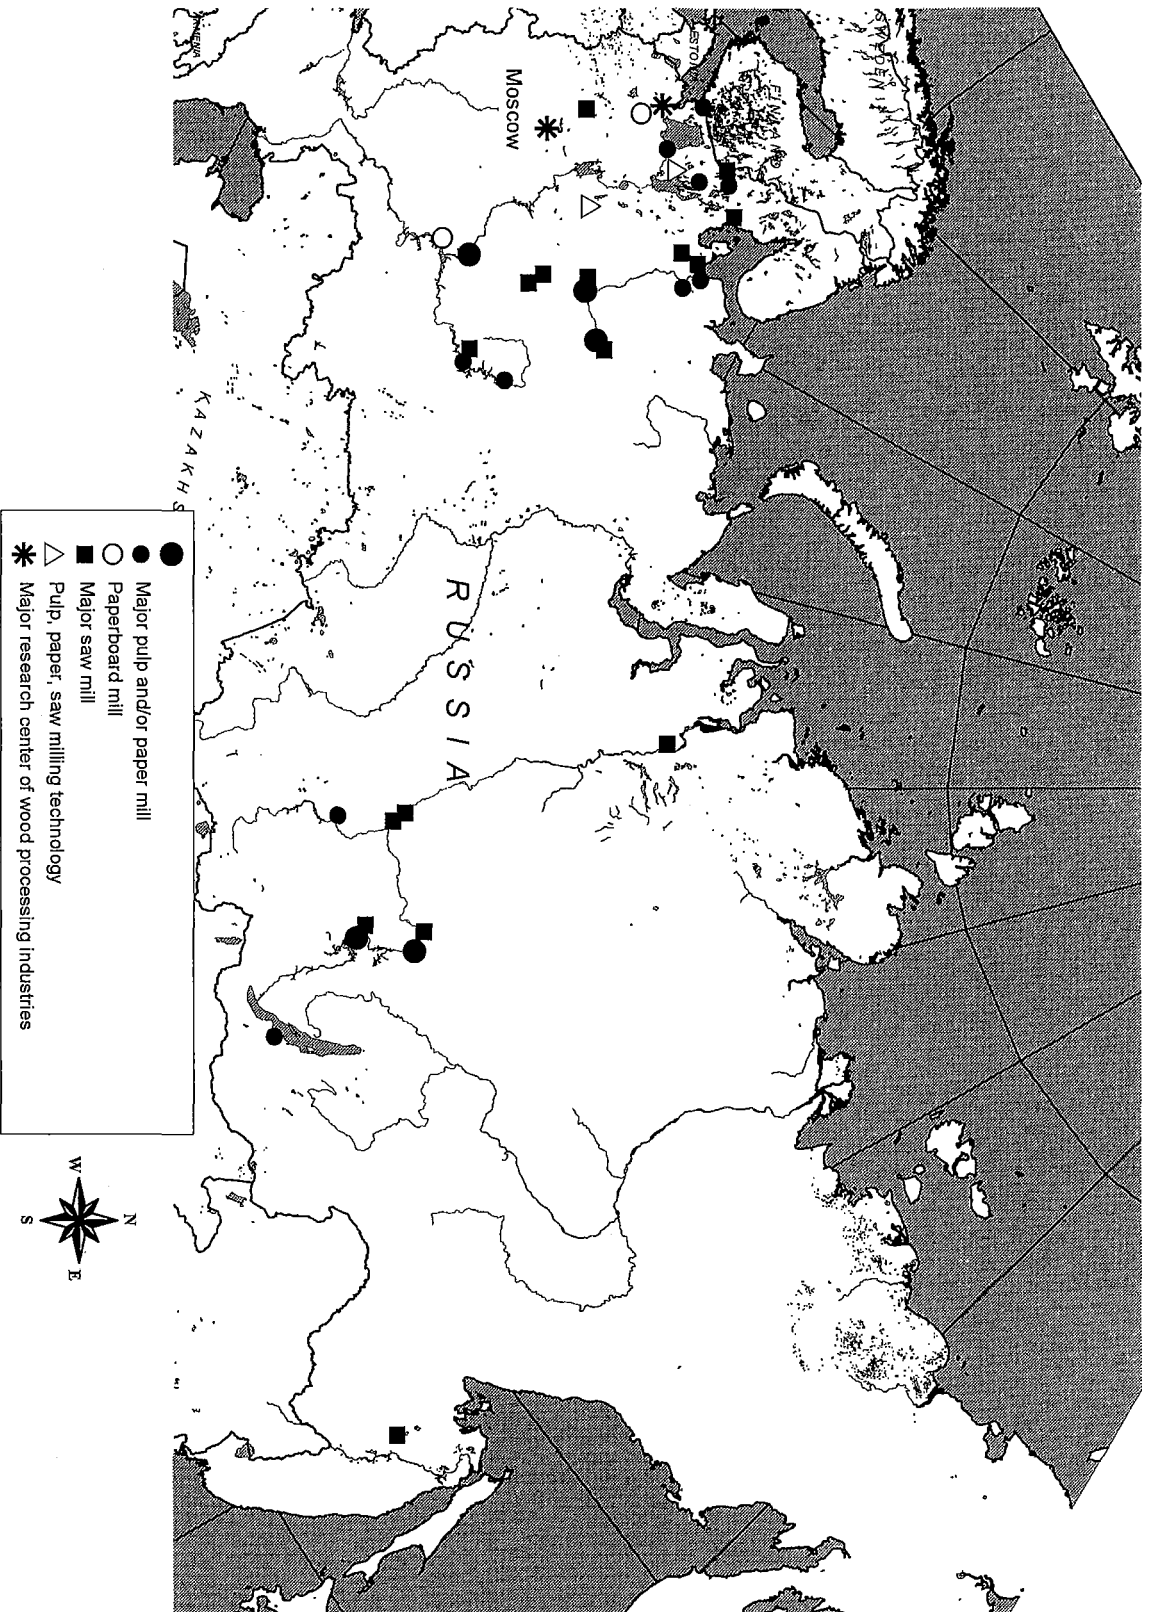 SWEDEN
FINLAND
ESTONIA
Moscow
RUSSIA
KAZAKHS
Major pulp and/or paper mill
Paperboard mill
Major saw mill
Pulp, paper, saw milling technology
Major research center of wood processing industries
N
W
E
S